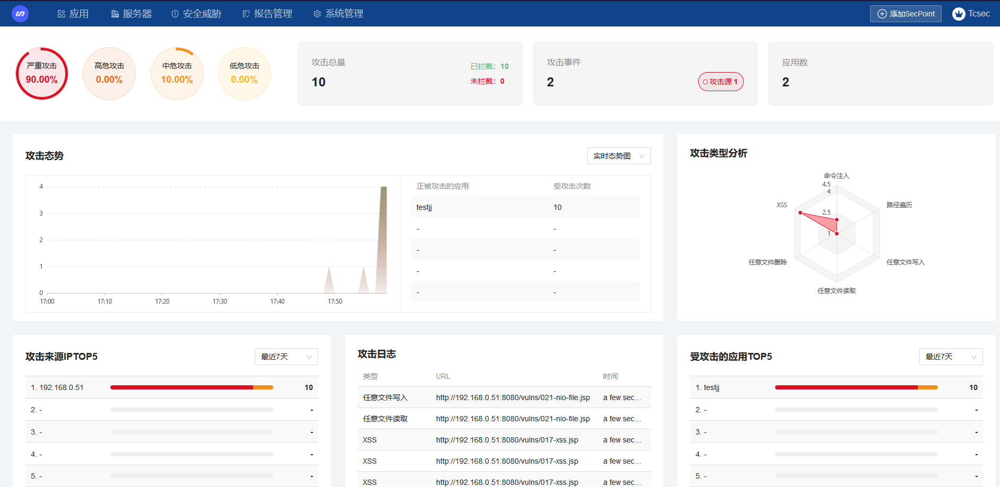 应用 服务器 安全威胁 报告管理 系统管理 添加SecPoint Tcsec
严重攻击 90.00%
高危攻击 0.00%
中危攻击 10.00%
低危攻击 0.00%
攻击总量
10
已拦截：10
未拦截：0
攻击事件
2
攻击源 1
应用数
2
攻击态势
实时态势图
4
3
2
1
0
17:00 17:10 17:20 17:30 17:40 17:50
正被攻击的应用 受攻击次数
testjj 10
- -
- -
- -
- -
攻击类型分析
命令注入
4.5
4
XSS
路径遍历
2.5
1
任意文件删除
任意文件写入
任意文件读取
攻击来源IPTOP5
最近7天
1. 192.168.0.51 10
2. - -
3. - -
4. - -
5. - -
攻击日志
类型 URL 时间
任意文件写入 http://192.168.0.51:8080/vulns/021-nio-file.jsp a few sec...
任意文件读取 http://192.168.0.51:8080/vulns/021-nio-file.jsp a few sec...
XSS http://192.168.0.51:8080/vulns/017-xss.jsp a few sec...
XSS http://192.168.0.51:8080/vulns/017-xss.jsp a few sec...
XSS http://192.168.0.51:8080/vulns/017-xss.jsp a few sec...
受攻击的应用TOP5
最近7天
1. testjj 10
2. - -
3. - -
4. - -
5. - -